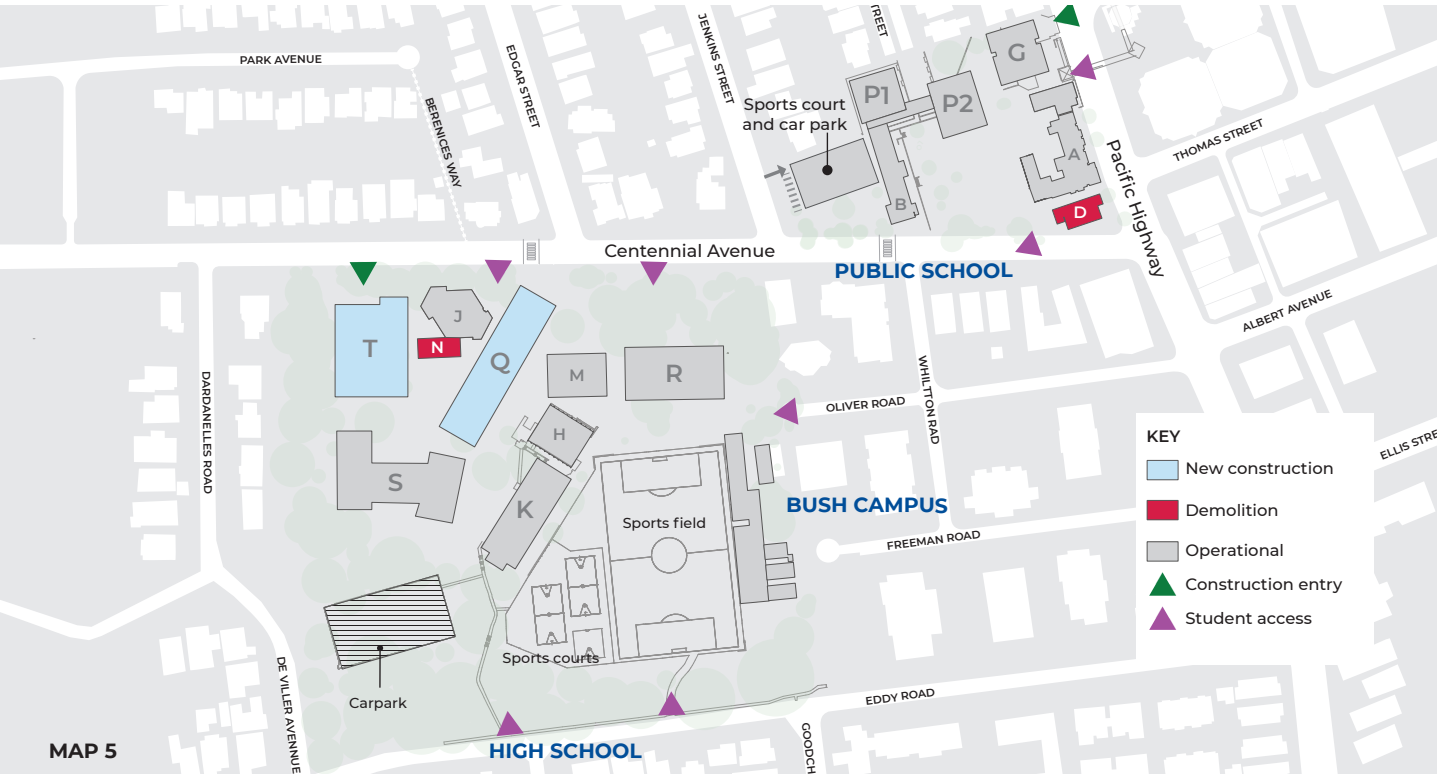 PARK AVENUE
BERENICES WAY
EDGAR STREET
JENKINS STREET
TREET
G
P1
P2
Sports court
and car park
A
B
D
THOMAS STREET
Pacific Highway
Centennial Avenue
PUBLIC SCHOOL
ALBERT AVENUE
T
J
N
Q
M
R
H
S
K
DARDANELLES ROAD
OLIVER ROAD
WHILTTON RAD
ELLIS STRE
BUSH CAMPUS
Sports field
FREEMAN ROAD
Sports courts
Carpark
DE VILLER AVENNUE
EDDY ROAD
GOODCH
HIGH SCHOOL
MAP 5
KEY
New construction
Demolition
Operational
Construction entry
Student access